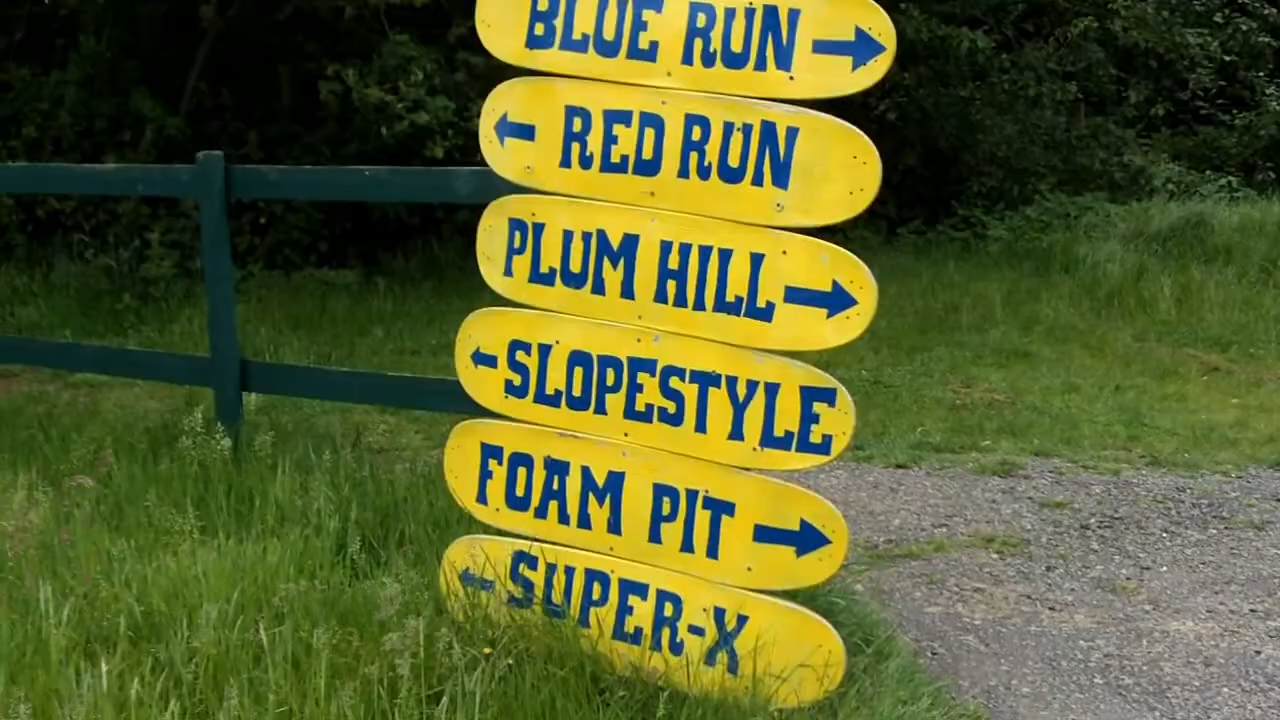 BLUE RUN →
← RED RUN
PLUM HILL →
← SLOPESTYLE
FOAM PIT →
← SUPER-X